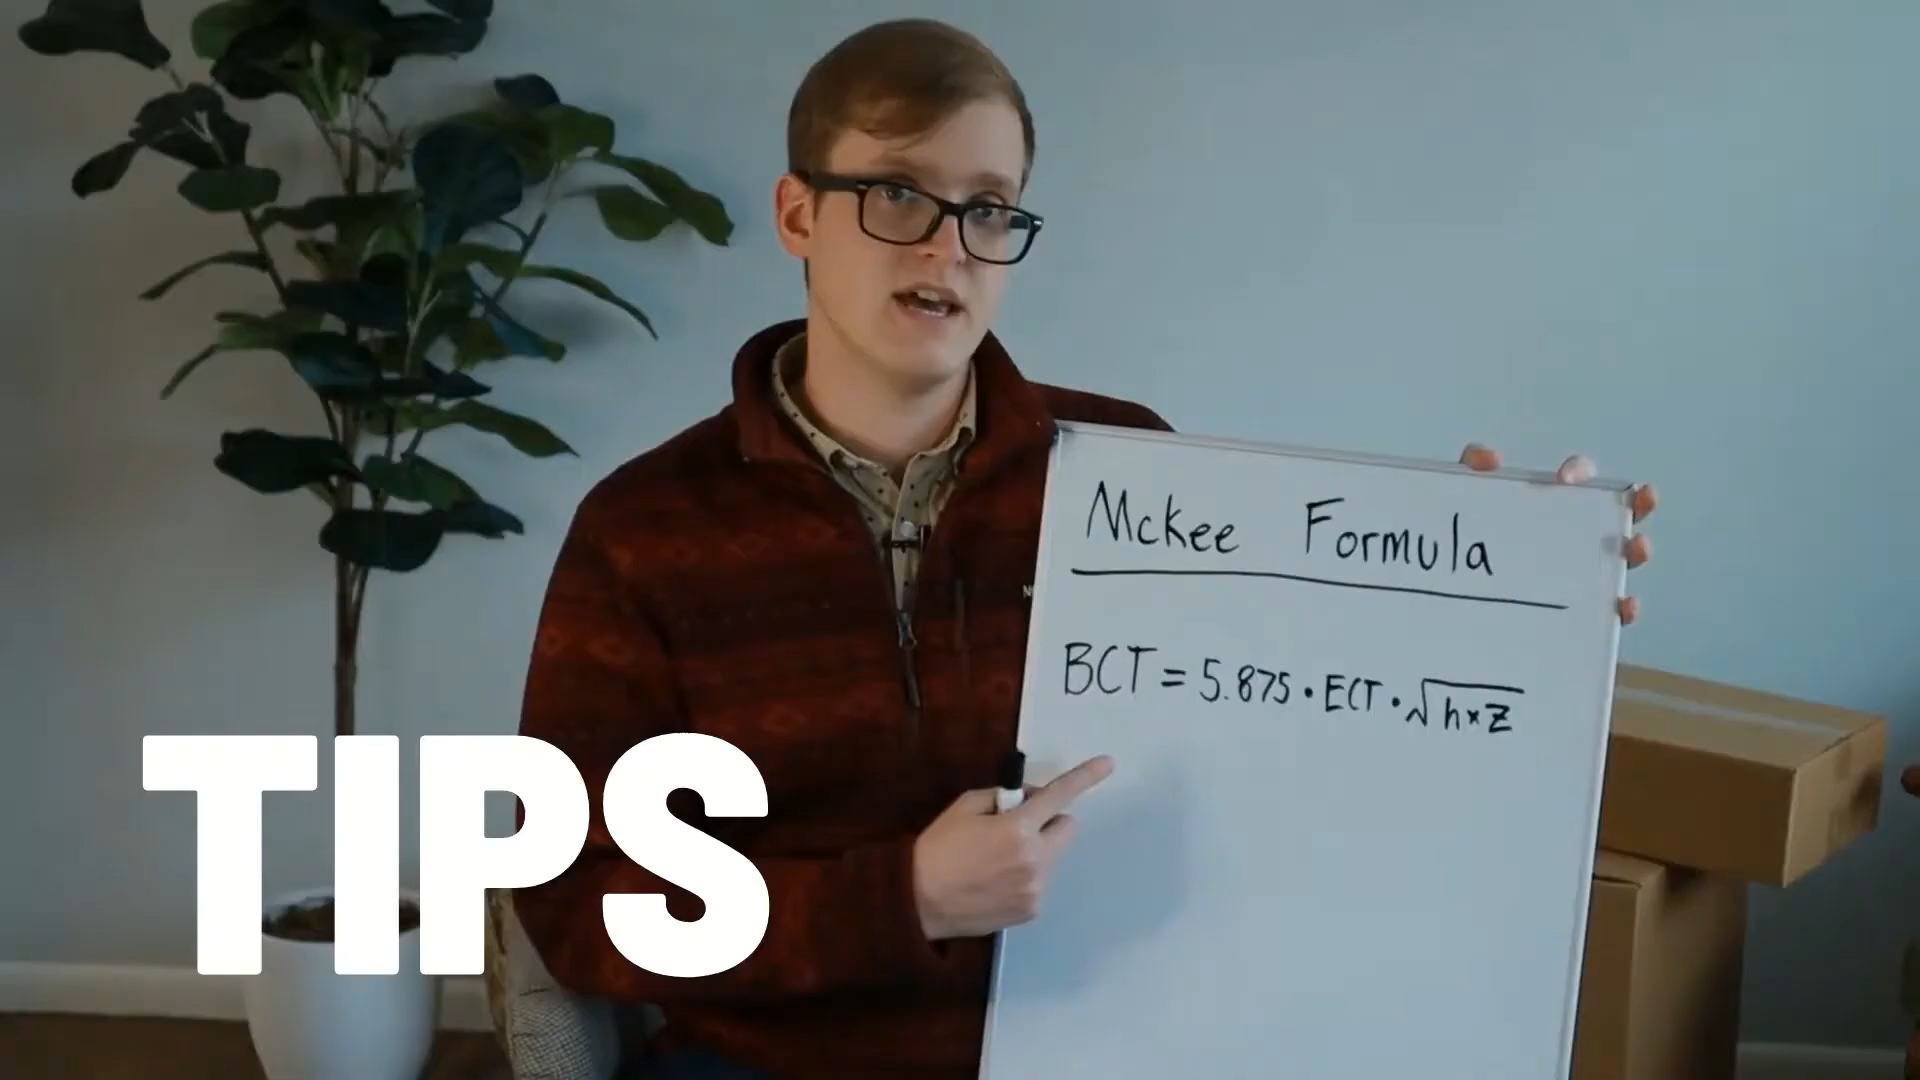 McKee Formula
BCT = 5.875 · ECT · √h×z
TIPS